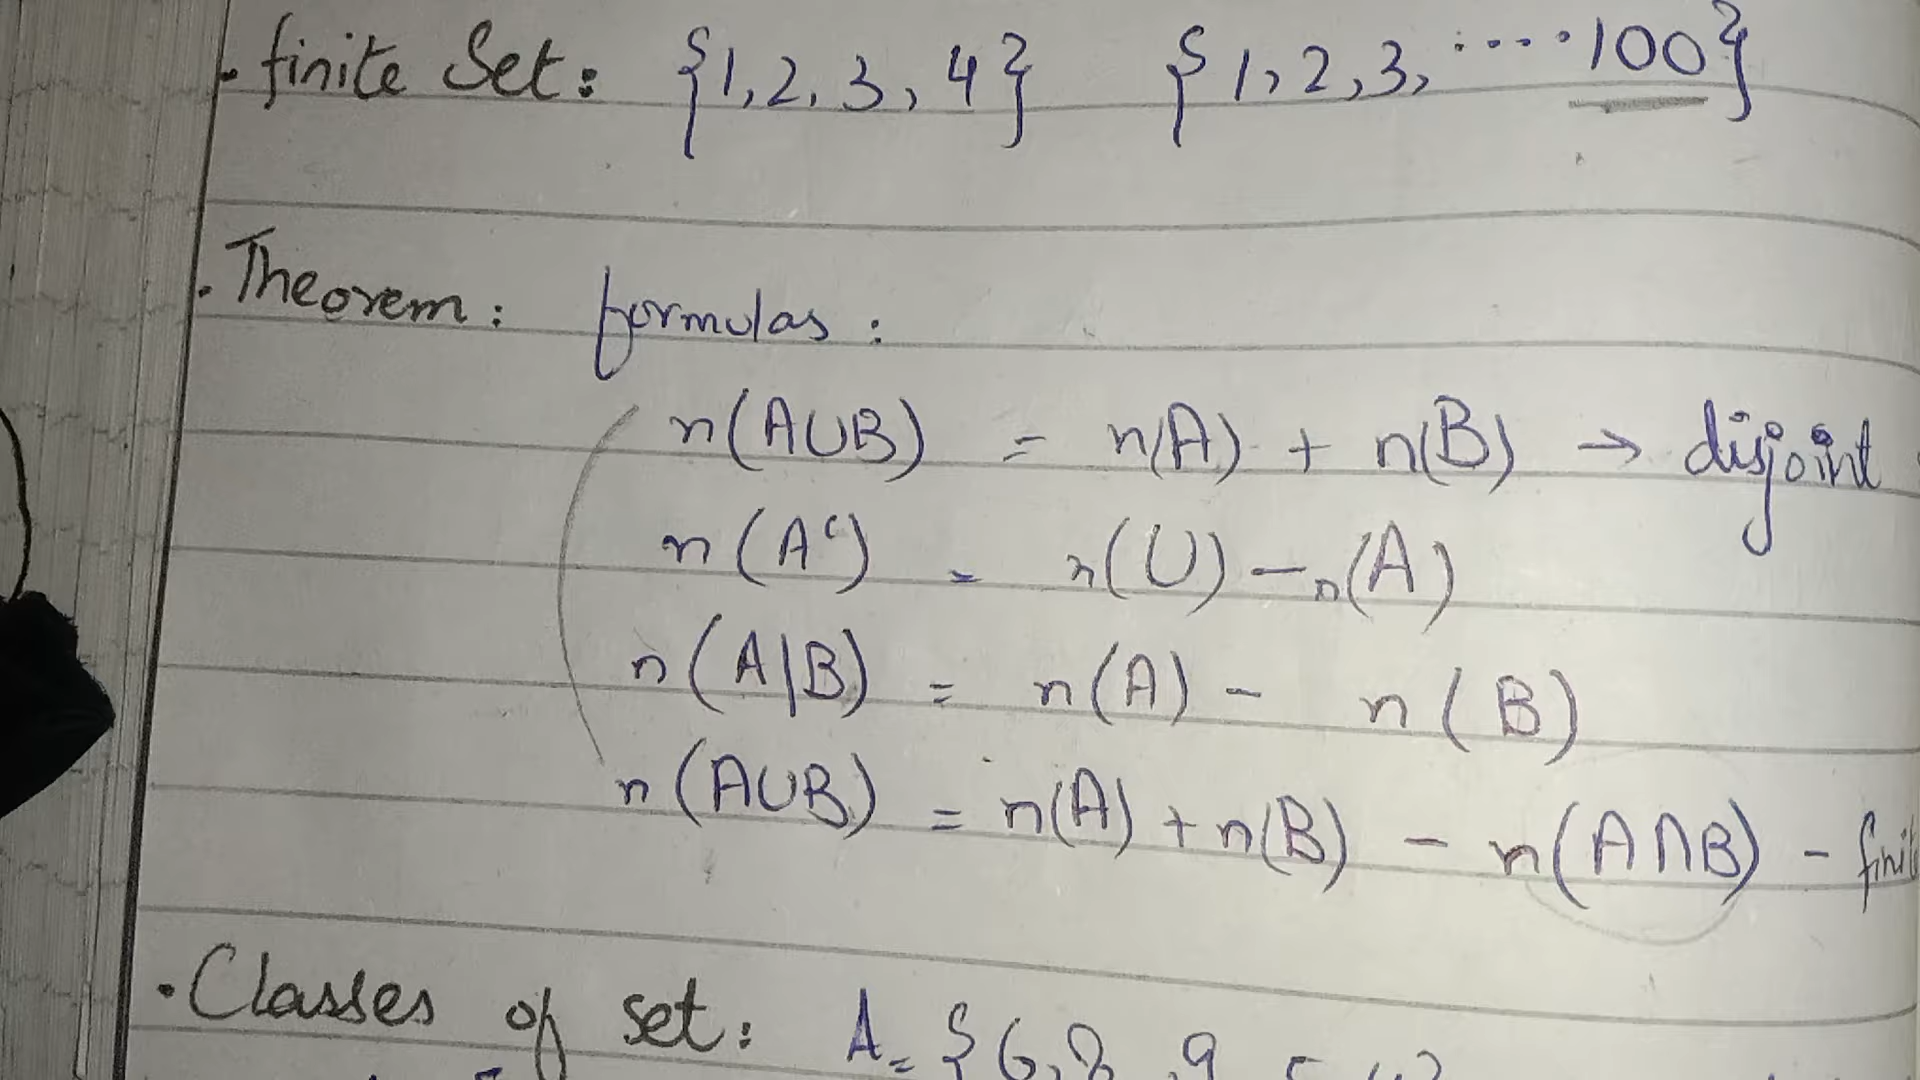 • finite Set: {1, 2, 3, 4} {1, 2, 3, ..... 100}
• Theorem: formulas:
n(A∪B) = n(A) + n(B) → disjoint
n(Aᶜ) = n(U) - n(A)
n(A|B) = n(A) - n(B)
n(A∪B) = n(A) + n(B) - n(A∩B) -
• Classes of set: A = {6, 8, 9